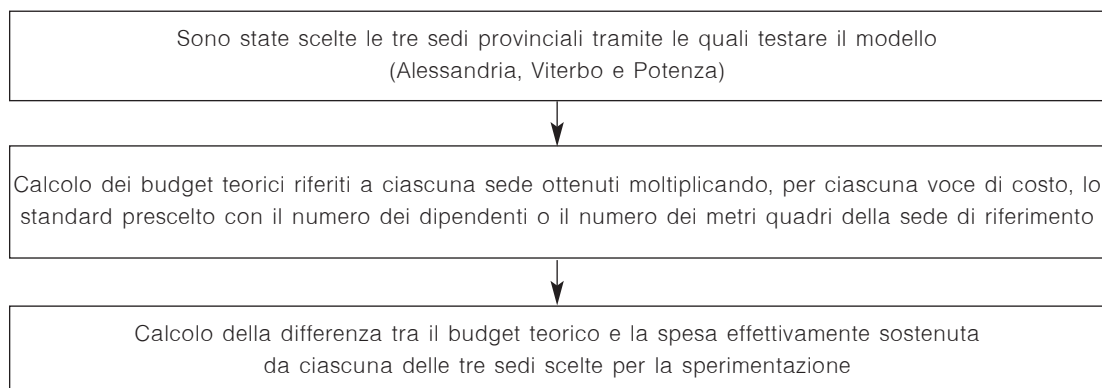 Sono state scelte le tre sedi provinciali tramite le quali testare il modello
(Alessandria, Viterbo e Potenza)
Calcolo dei budget teorici riferiti a ciascuna sede ottenuti moltiplicando, per ciascuna voce di costo, lo
standard prescelto con il numero dei dipendenti o il numero dei metri quadri della sede di riferimento
Calcolo della differenza tra il budget teorico e la spesa effettivamente sostenuta
da ciascuna delle tre sedi scelte per la sperimentazione